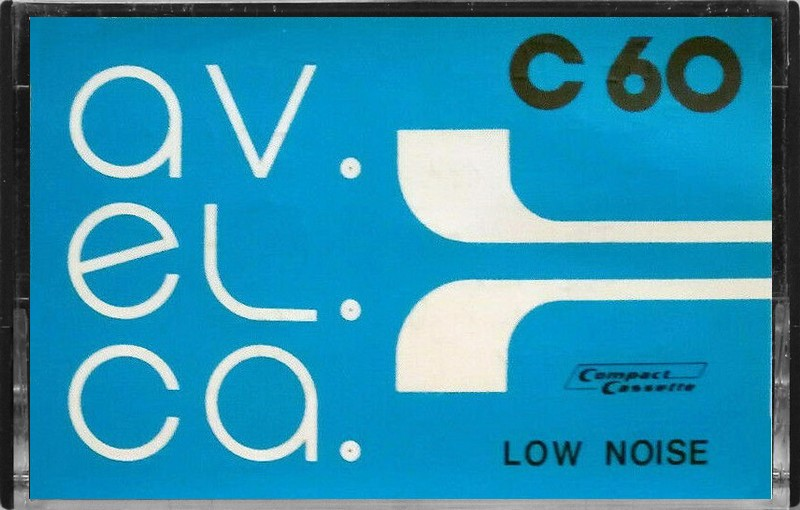 C 60
av.
el.
ca.
Compact
Cassette
LOW NOISE